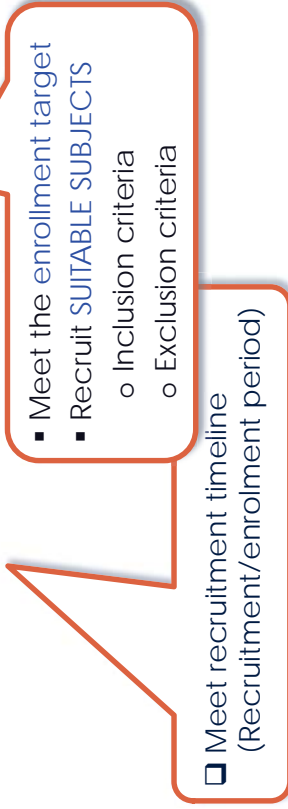 ▪ Meet the enrollment target
▪ Recruit SUITABLE SUBJECTS
o Inclusion criteria
o Exclusion criteria
❑ Meet recruitment timeline
(Recruitment/enrolment period)